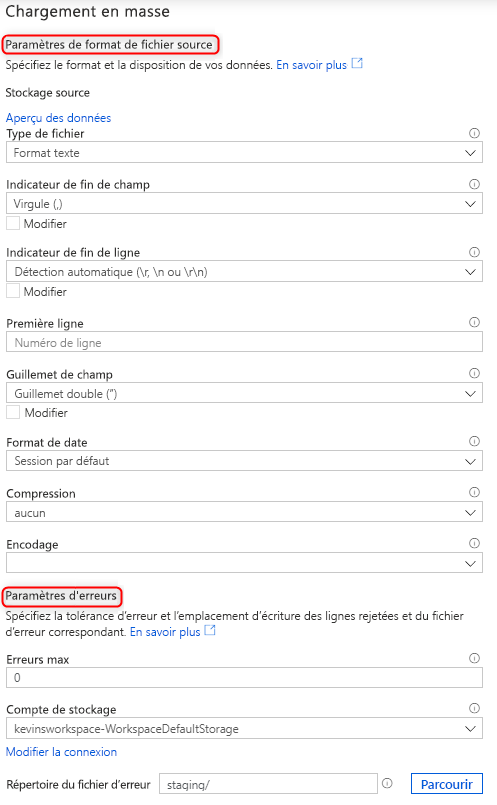 Chargement en masse
Paramètres de format de fichier source
Spécifiez le format et la disposition de vos données. En savoir plus
Stockage source
Aperçu des données
Type de fichier
Format texte
Indicateur de fin de champ
Virgule (,)
Modifier
Indicateur de fin de ligne
Détection automatique (\r, \n ou \r\n)
Modifier
Première ligne
Numéro de ligne
Guillemet de champ
Guillemet double (")
Modifier
Format de date
Session par défaut
Compression
aucun
Encodage
Paramètres d'erreurs
Spécifiez la tolérance d'erreur et l'emplacement d'écriture des lignes rejetées et du fichier
d'erreur correspondant. En savoir plus
Erreurs max
0
Compte de stockage
kevinsworkspace-WorkspaceDefaultStorage
Modifier la connexion
Répertoire du fichier d'erreur staging/ Parcourir